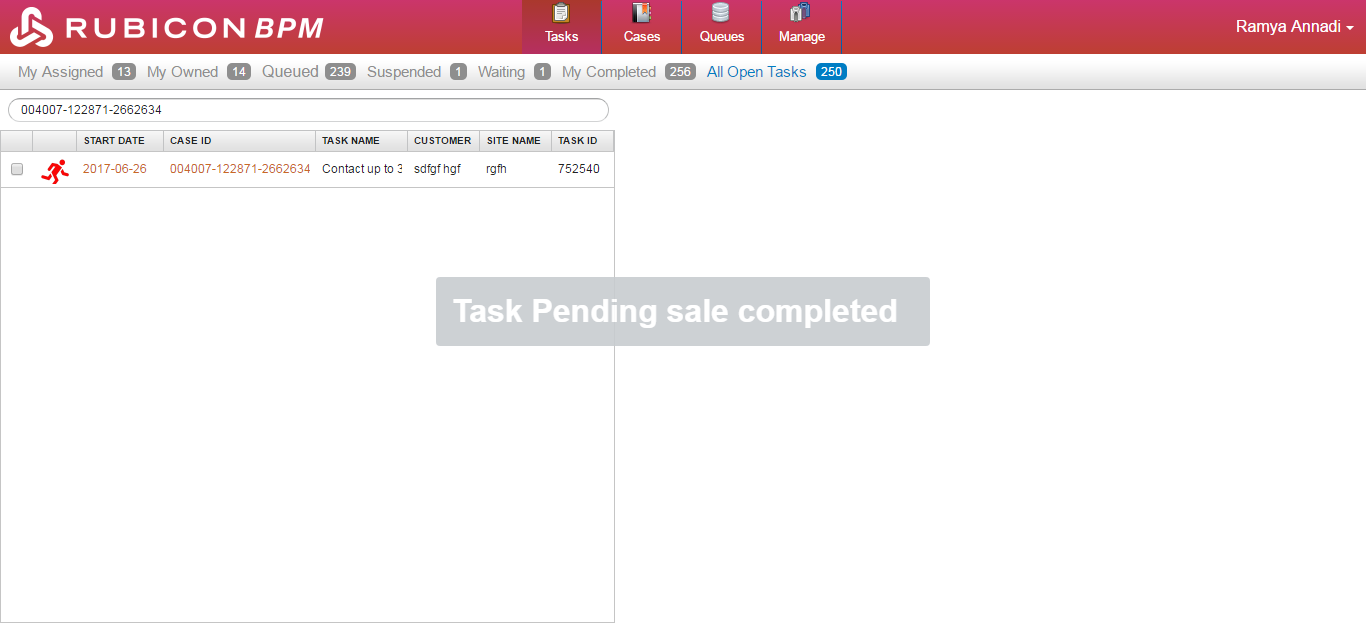 RUBICON BPM
Tasks
Cases
Queues
Manage
Ramya Annadi
My Assigned 13 My Owned 14 Queued 239 Suspended 1 Waiting 1 My Completed 256 All Open Tasks 250
004007-122871-2662634
START DATE CASE ID TASK NAME CUSTOMER SITE NAME TASK ID
2017-06-26 004007-122871-2662634 Contact up to 3 sdfgf hgf rgfh 752540
Task Pending sale completed